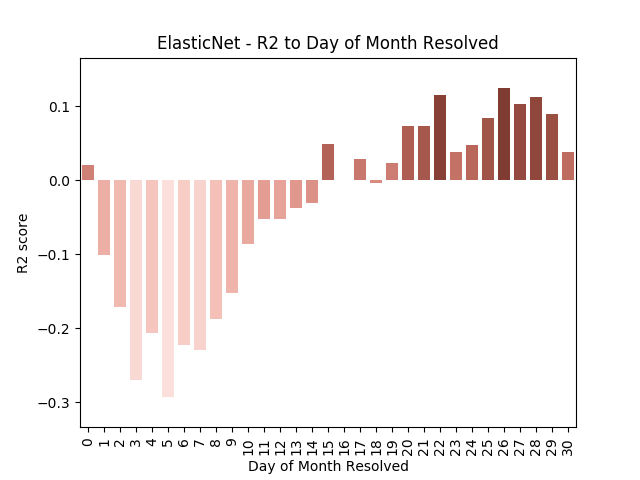 ElasticNet - R2 to Day of Month Resolved
R2 score
0.1
0.0
−0.1
−0.2
−0.3
0 1 2 3 4 5 6 7 8 9 10 11 12 13 14 15 16 17 18 19 20 21 22 23 24 25 26 27 28 29 30
Day of Month Resolved